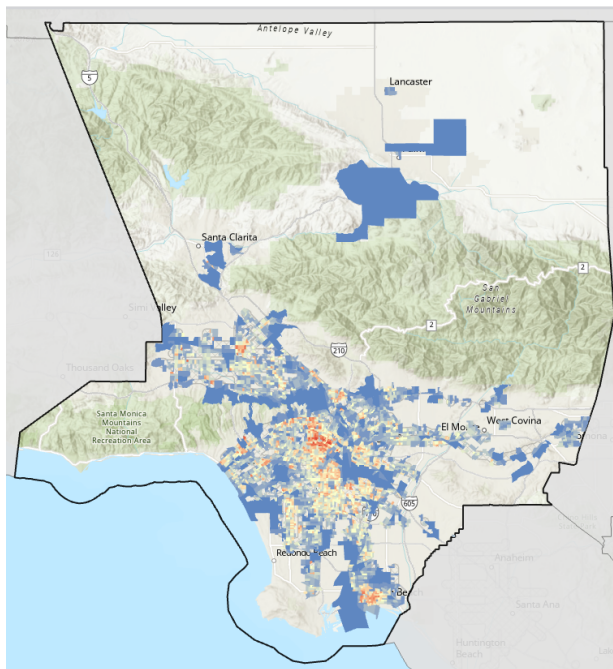 Antelope Valley
5
Lancaster
Santa Clarita
2
San
Gabriel
Mountains
2
Simi Valley
210
Thousand Oaks
Santa Monica
Mountains
National
Recreation Area
El Mo
West Covina
605
Redondo Beach
Anaheim
Santa Ana
Huntington
Beach